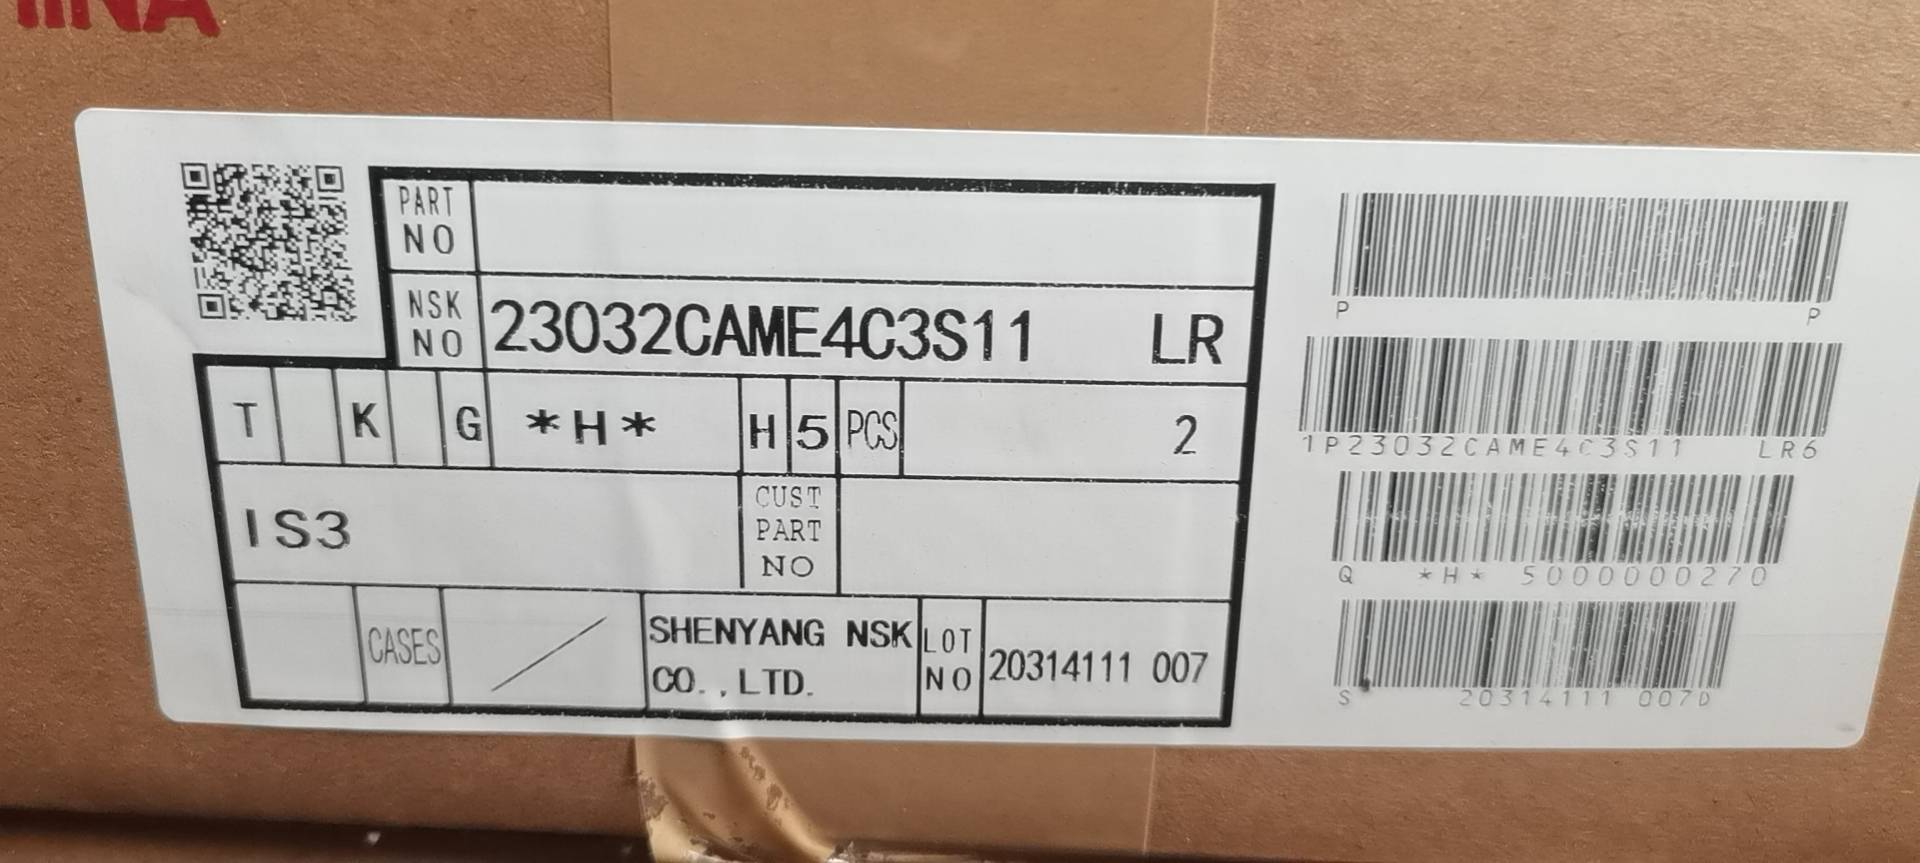 PART NO
NSK NO 23032CAME4C3S11 LR
T K G *H* H 5 PCS 2
IS3 CUST PART NO
CASES / SHENYANG NSK CO.,LTD. LOT NO 20314111 007
P P
1P23032CAME4C3S11 LR6
Q *H* 5000000270
S 20314111 007D